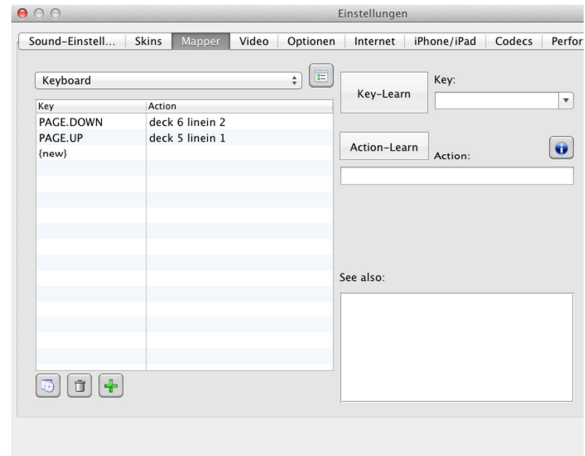 Einstellungen
Sound-Einstell... Skins Mapper Video Optionen Internet iPhone/iPad Codecs Perfor
Keyboard
Key-Learn
Key:
Key Action
PAGE.DOWN deck 6 linein 2
PAGE.UP deck 5 linein 1
{new}
Action-Learn
Action:
See also: